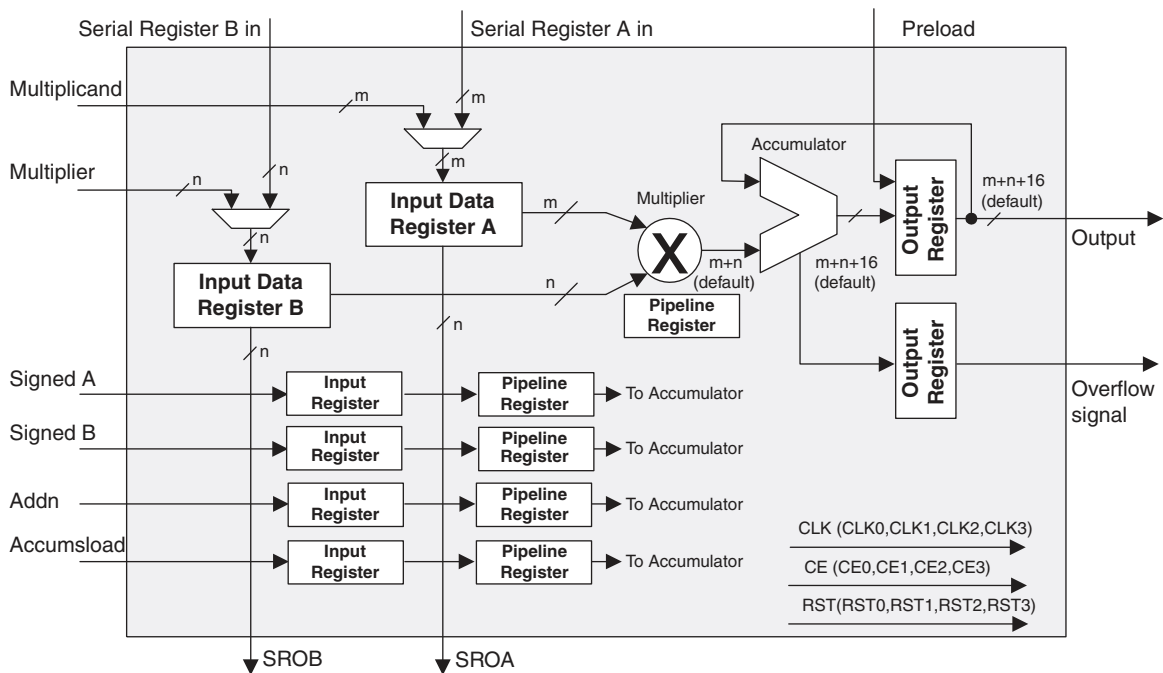 Serial Register B in
Serial Register A in
Preload
Multiplicand
m
m
Multiplier
n
n
m
n
Input Data
Register A
m
Input Data
Register B
n
n
n
Multiplier
X
m+n
(default)
Pipeline
Register
Accumulator
m+n+16
(default)
Output
Register
m+n+16
(default)
Output
Output
Register
Overflow
signal
Signed A
Input
Register
Pipeline
Register
To Accumulator
Signed B
Input
Register
Pipeline
Register
To Accumulator
Addn
Input
Register
Pipeline
Register
To Accumulator
Accumsload
Input
Register
Pipeline
Register
To Accumulator
CLK (CLK0,CLK1,CLK2,CLK3)
CE (CE0,CE1,CE2,CE3)
RST(RST0,RST1,RST2,RST3)
SROB
SROA